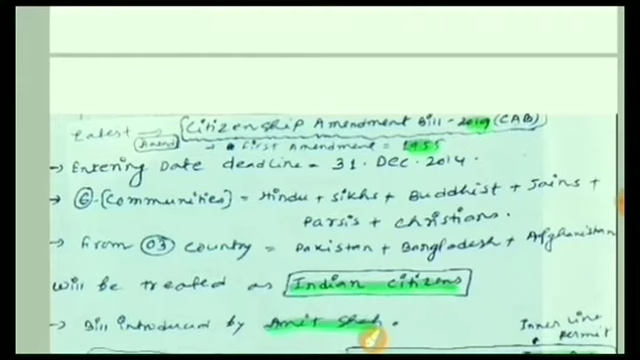 Latest → Citizenship Amendment Bill - 2019 (CAB)
(Amend) → First Amendment = 1955
→ Entering Date deadline = 31. Dec. 2014.
→ ⑥-[Communities] = Hindu + Sikhs + Buddhist + Jains +
Parsis + Christians.
→ From 03 country = Pakistan + Bangladesh + Afghanistan
will be treated as Indian citizens
→ Bill introduced by Amit Shah.
Inner Line
Permit